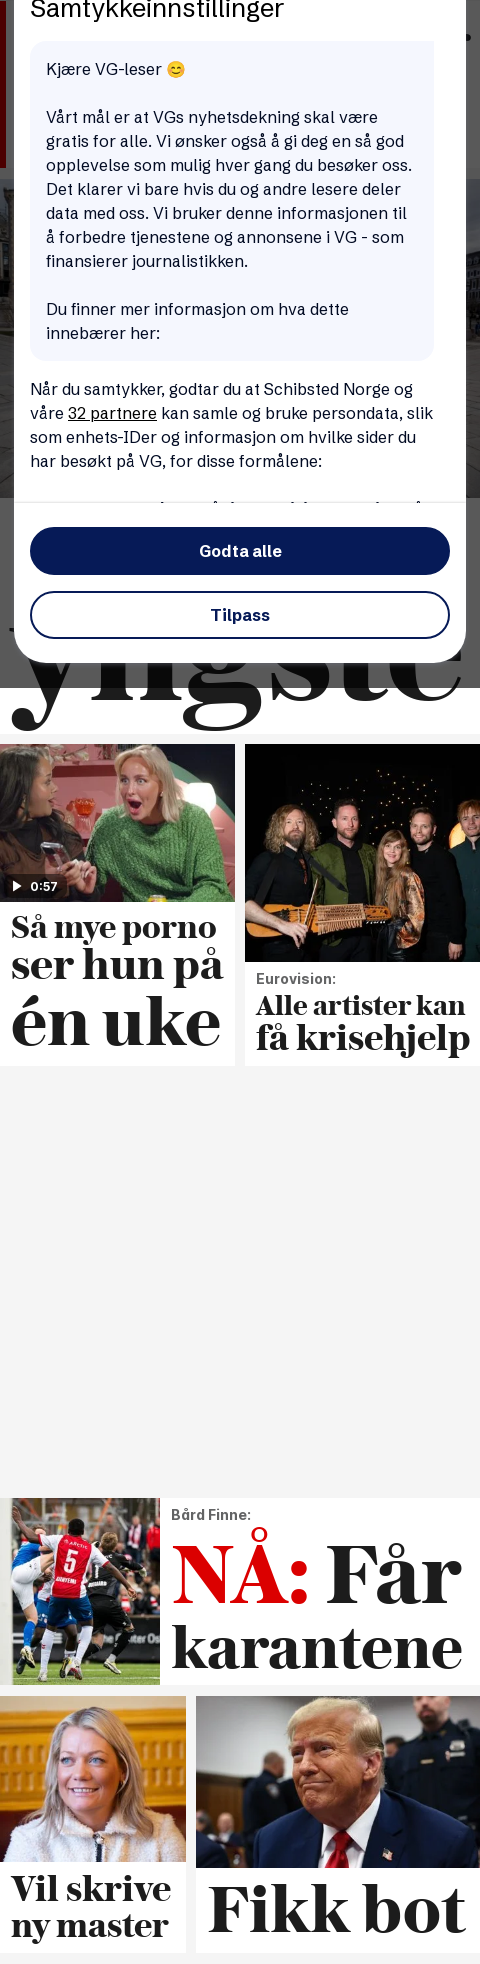 Samtykkeinnstillinger
Kjære VG-leser 😊
Vårt mål er at VGs nyhetsdekning skal være
gratis for alle. Vi ønsker også å gi deg en så god
opplevelse som mulig hver gang du besøker oss.
Det klarer vi bare hvis du og andre lesere deler
data med oss. Vi bruker denne informasjonen til
å forbedre tjenestene og annonsene i VG - som
finansierer journalistikken.
Du finner mer informasjon om hva dette
innebærer her:
Når du samtykker, godtar du at Schibsted Norge og
våre 32 partnere kan samle og bruke persondata, slik
som enhets-IDer og informasjon om hvilke sider du
har besøkt på VG, for disse formålene:
Godta alle
Tilpass
yngste
0:57
Så mye porno
ser hun på
én uke
Eurovision:
Alle artister kan
få krisehjelp
Bård Finne:
NÅ: Får
karantene
5
Vil skrive
ny master
Fikk bot